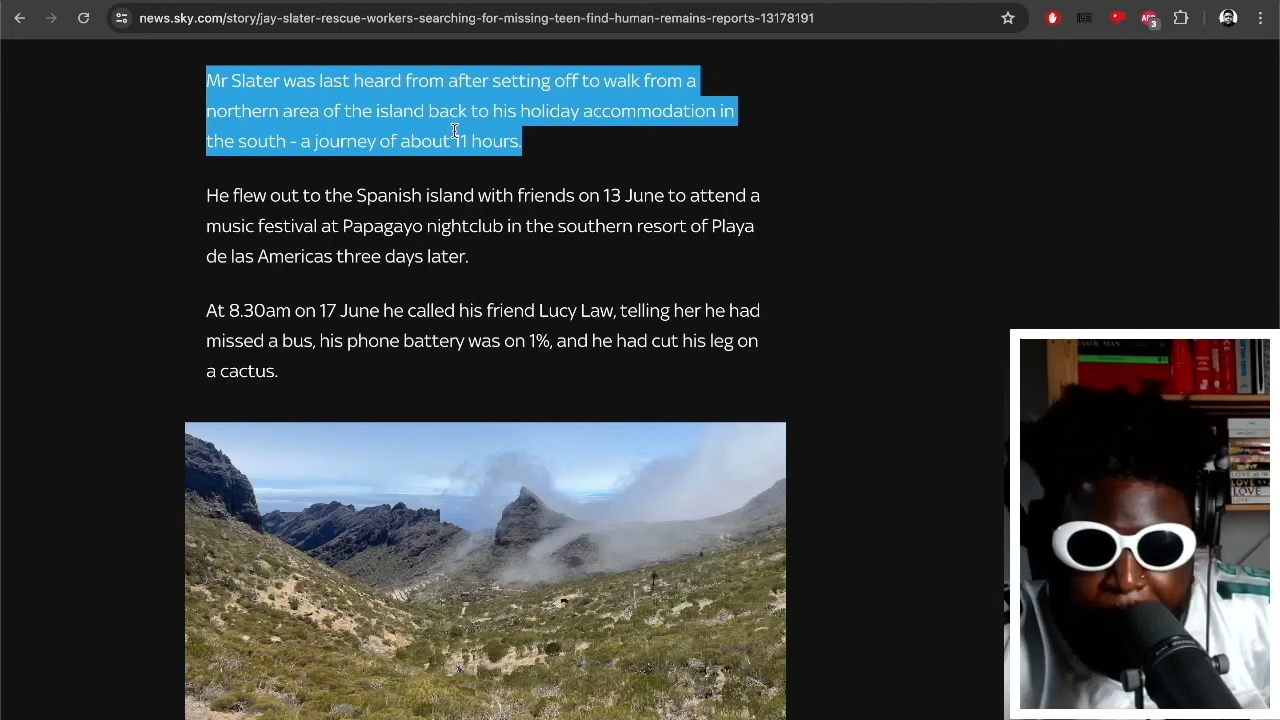 news.sky.com/story/jay-slater-rescue-workers-searching-for-missing-teen-find-human-remains-reports-13178191
3
Mr Slater was last heard from after setting off to walk from a
northern area of the island back to his holiday accommodation in
the south - a journey of about 11 hours.
He flew out to the Spanish island with friends on 13 June to attend a
music festival at Papagayo nightclub in the southern resort of Playa
de las Americas three days later.
At 8.30am on 17 June he called his friend Lucy Law, telling her he had
missed a bus, his phone battery was on 1%, and he had cut his leg on
a cactus.
LOVE
LOVE